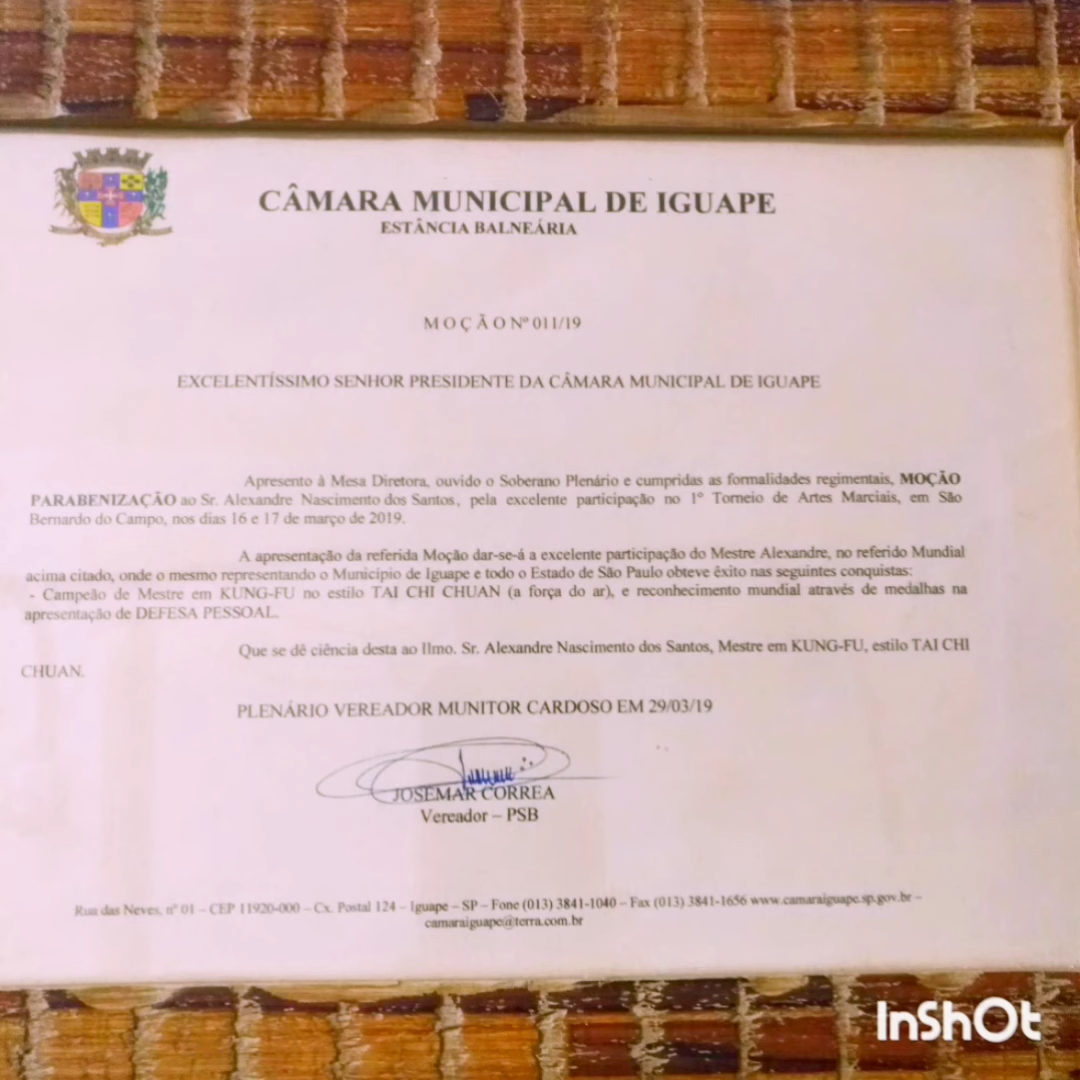 CÂMARA MUNICIPAL DE IGUAPE
ESTÂNCIA BALNEÁRIA
MOÇÃO Nº 011/19
EXCELENTÍSSIMO SENHOR PRESIDENTE DA CÂMARA MUNICIPAL DE IGUAPE
Apresento à Mesa Diretora, ouvido o Soberano Plenário e cumpridas as formalidades regimentais, MOÇÃO
PARABENIZAÇÃO ao Sr. Alexandre Nascimento dos Santos, pela excelente participação no 1º Torneio de Artes Marciais, em São
Bernardo do Campo, nos dias 16 e 17 de março de 2019.
A apresentação da referida Moção dar-se-á a excelente participação do Mestre Alexandre, no referido Mundial
acima citado, onde o mesmo representando o Município de Iguape e todo o Estado de São Paulo obteve êxito nas seguintes conquistas:
- Campeão de Mestre em KUNG-FU no estilo TAI CHI CHUAN (a força do ar), e reconhecimento mundial através de medalhas na
apresentação de DEFESA PESSOAL.
Que se dê ciência desta ao Ilmo. Sr. Alexandre Nascimento dos Santos, Mestre em KUNG-FU, estilo TAI CHI
CHUAN.
PLENÁRIO VEREADOR MUNITOR CARDOSO EM 29/03/19
JOSEMAR CORREA
Vereador – PSB
Rua das Neves, nº 01 – CEP 11920-000 – Cx. Postal 124 – Iguape – SP – Fone (013) 3841-1040 – Fax (013) 3841-1656 www.camaraiguape.sp.gov.br –
camaraiguape@terra.com.br
InShOt